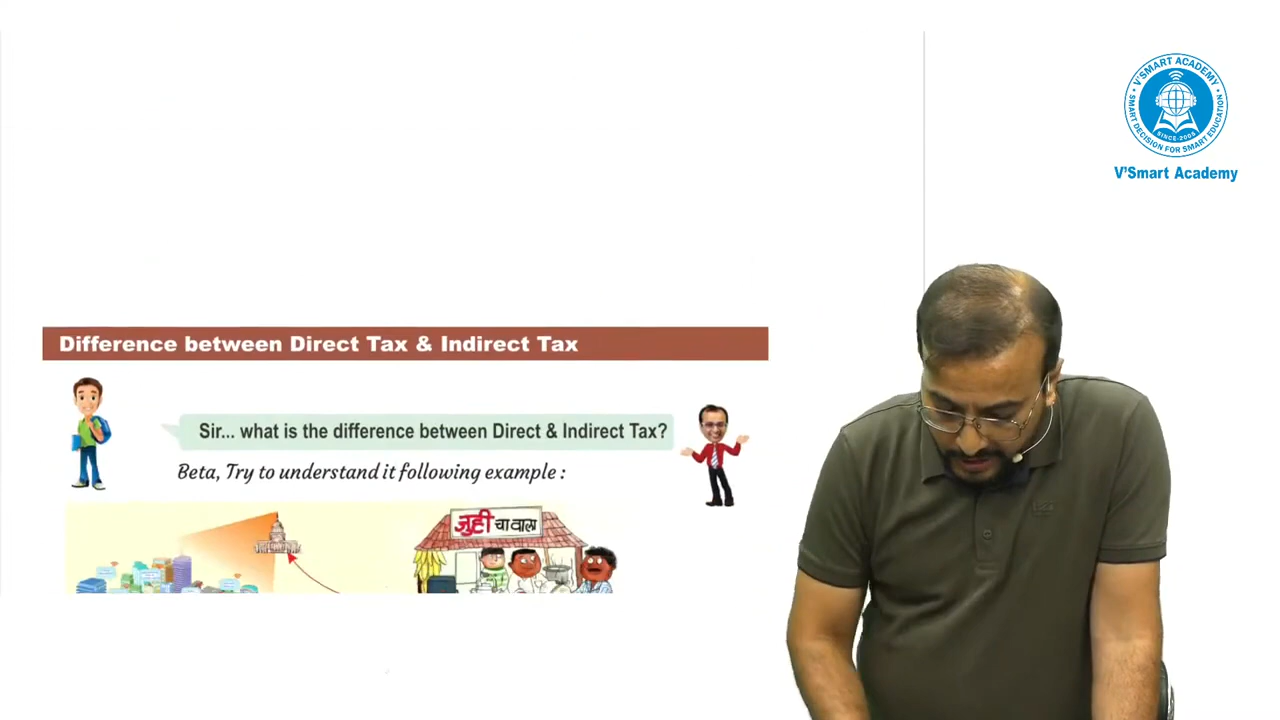 V'SMART ACADEMY
SMART DECISION FOR SMART EDUCATION
SINCE-2005
V'Smart Academy
Difference between Direct Tax & Indirect Tax
Sir... what is the difference between Direct & Indirect Tax?
Beta, Try to understand it following example :
जुही चा वाला